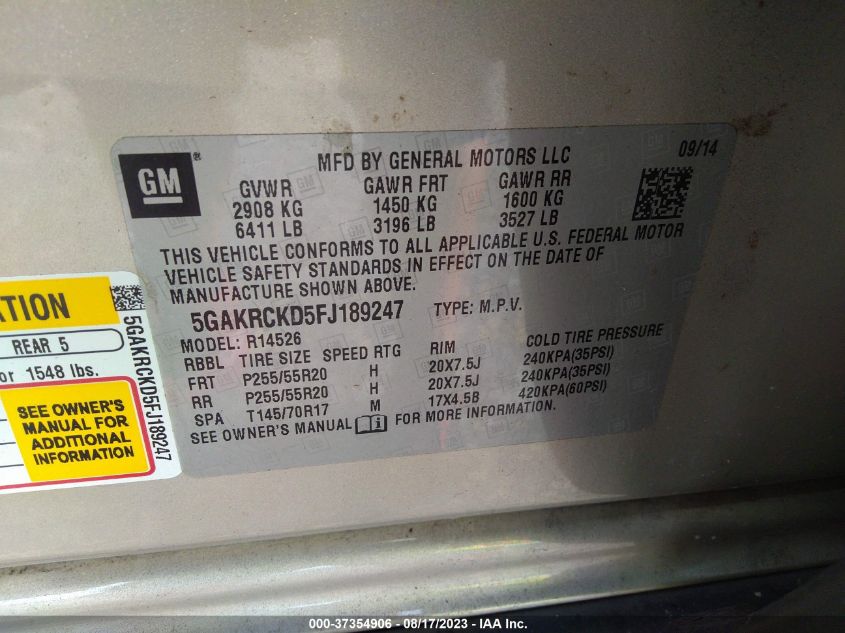 GM ®
MFD BY GENERAL MOTORS LLC
09/14
GVWR GAWR FRT GAWR RR
2908 KG 1450 KG 1600 KG
6411 LB 3196 LB 3527 LB
THIS VEHICLE CONFORMS TO ALL APPLICABLE U.S. FEDERAL MOTOR
VEHICLE SAFETY STANDARDS IN EFFECT ON THE DATE OF
MANUFACTURE SHOWN ABOVE.
5GAKRCKD5FJ189247 TYPE: M.P.V.
MODEL: R14526
RBBL TIRE SIZE SPEED RTG RIM COLD TIRE PRESSURE
FRT P255/55R20 H 20X7.5J 240KPA(35PSI)
RR P255/55R20 H 20X7.5J 240KPA(35PSI)
SPA T145/70R17 M 17X4.5B 420KPA(60PSI)
SEE OWNER'S MANUAL FOR MORE INFORMATION.
ATION
REAR 5
or 1548 lbs.
SEE OWNER'S
MANUAL FOR
ADDITIONAL
INFORMATION
5GAKRCKD5FJ189247
000-37354906 - 08/17/2023 - IAA Inc.